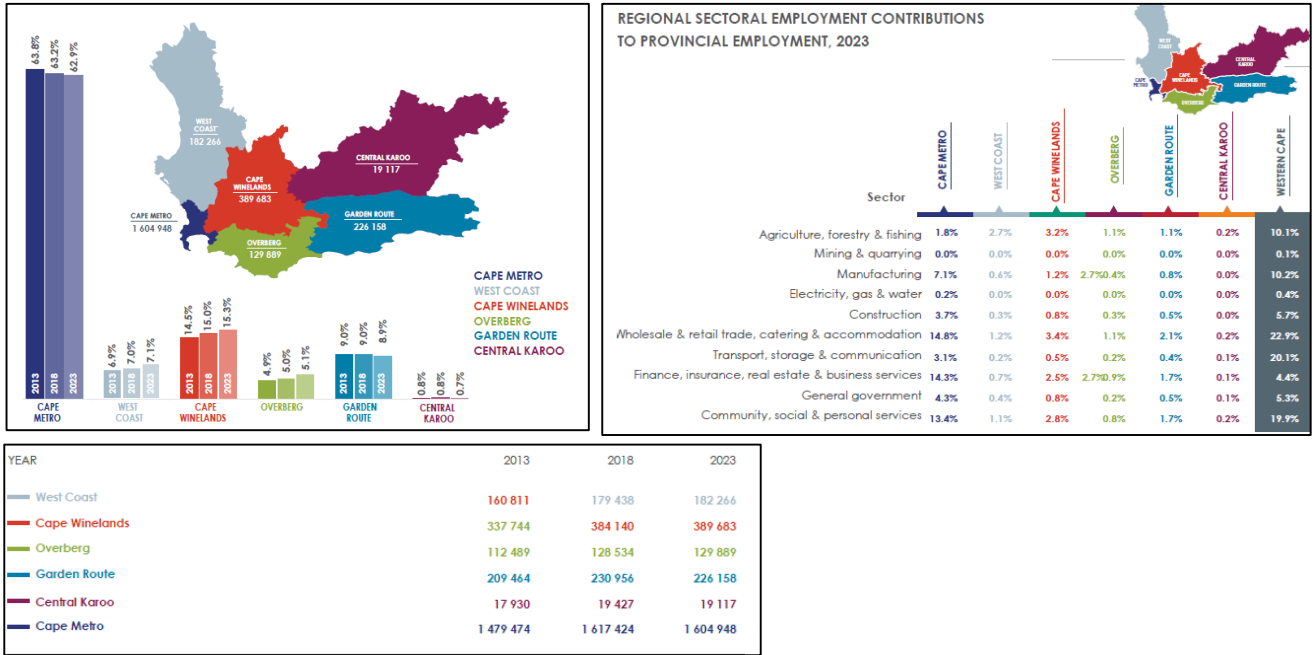 63.8%
63.2%
62.9%
WEST
COAST
182 266
CENTRAL KAROO
19 117
CAPE
WINELANDS
389 683
CAPE METRO
1 604 948
GARDEN ROUTE
226 158
OVERBERG
129 889
CAPE METRO
WEST COAST
CAPE WINELANDS
OVERBERG
GARDEN ROUTE
CENTRAL KAROO
6.9% 7.0% 7.1%
14.5% 15.0% 15.3%
4.9% 5.0% 5.1%
9.0% 9.0% 8.9%
0.8% 0.8% 0.7%
2013 2018 2023 2013 2018 2023 2013 2018 2023 2013 2018 2023 2013 2018 2023
CAPE METRO WEST COAST CAPE WINELANDS OVERBERG GARDEN ROUTE CENTRAL KAROO
REGIONAL SECTORAL EMPLOYMENT CONTRIBUTIONS
TO PROVINCIAL EMPLOYMENT, 2023
WEST
COAST
CENTRAL
KAROO
CAPE
WINELANDS
CAPE
METRO
GARDEN ROUTE
OVERBERG
Sector CAPE METRO WEST COAST CAPE WINELANDS OVERBERG GARDEN ROUTE CENTRAL KAROO WESTERN CAPE
Agriculture, forestry & fishing 1.8% 2.7% 3.2% 1.1% 1.1% 0.2% 10.1%
Mining & quarrying 0.0% 0.0% 0.0% 0.0% 0.0% 0.0% 0.1%
Manufacturing 7.1% 0.6% 1.2% 2.7%0.4% 0.8% 0.0% 10.2%
Electricity, gas & water 0.2% 0.0% 0.0% 0.0% 0.0% 0.0% 0.4%
Construction 3.7% 0.3% 0.8% 0.3% 0.5% 0.0% 5.7%
Wholesale & retail trade, catering & accommodation 14.8% 1.2% 3.4% 1.1% 2.1% 0.2% 22.9%
Transport, storage & communication 3.1% 0.2% 0.5% 0.2% 0.4% 0.1% 20.1%
Finance, insurance, real estate & business services 14.3% 0.7% 2.5% 2.7%0.9% 1.7% 0.1% 4.4%
General government 4.3% 0.4% 0.8% 0.2% 0.5% 0.1% 5.3%
Community, social & personal services 13.4% 1.1% 2.8% 0.8% 1.7% 0.2% 19.9%
YEAR 2013 2018 2023
West Coast 160 811 179 438 182 266
Cape Winelands 337 744 384 140 389 683
Overberg 112 489 128 534 129 889
Garden Route 209 464 230 956 226 158
Central Karoo 17 930 19 427 19 117
Cape Metro 1 479 474 1 617 424 1 604 948